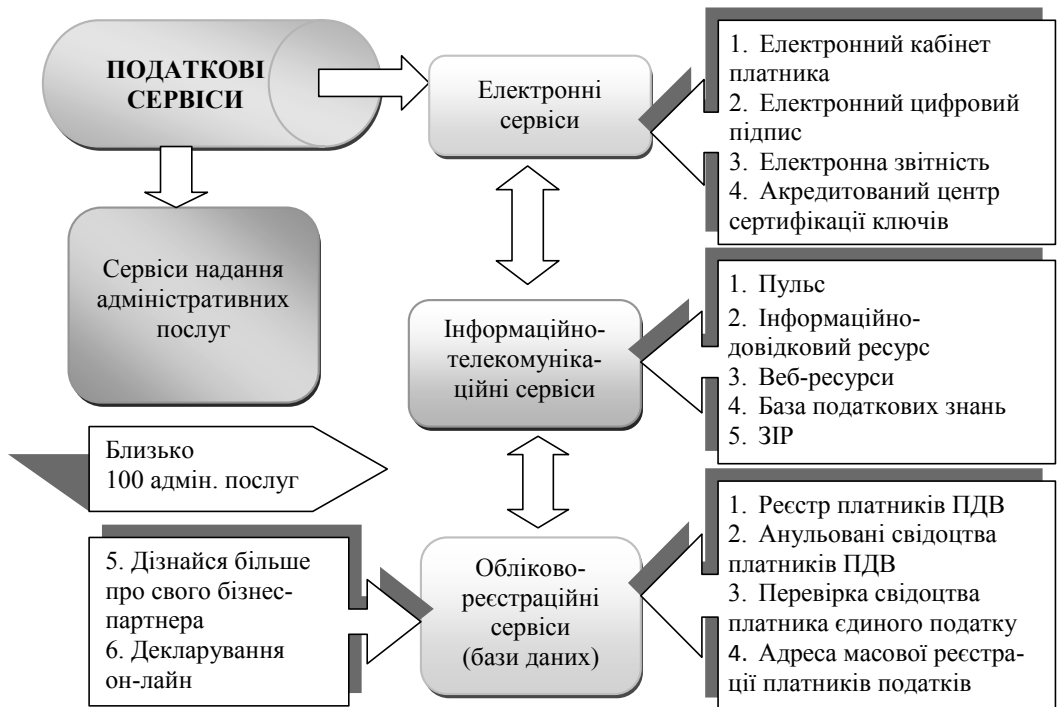 ПОДАТКОВІ
СЕРВІСИ
Електронні
сервіси
1. Електронний кабінет
платника
2. Електронний цифровий
підпис
3. Електронна звітність
4. Акредитований центр
сертифікації ключів
Сервіси надання
адміністративних
послуг
Інформаційно-
телекомуніка-
ційні сервіси
1. Пульс
2. Інформаційно-
довідковий ресурс
3. Веб-ресурси
4. База податкових знань
5. ЗІР
Близько
100 адмін. послуг
5. Дізнайся більше
про свого бізнес-
партнера
6. Декларування
он-лайн
Обліково-
реєстраційні
сервіси
(бази даних)
1. Реєстр платників ПДВ
2. Анульовані свідоцтва
платників ПДВ
3. Перевірка свідоцтва
платника єдиного податку
4. Адреса масової реєстра-
ції платників податків